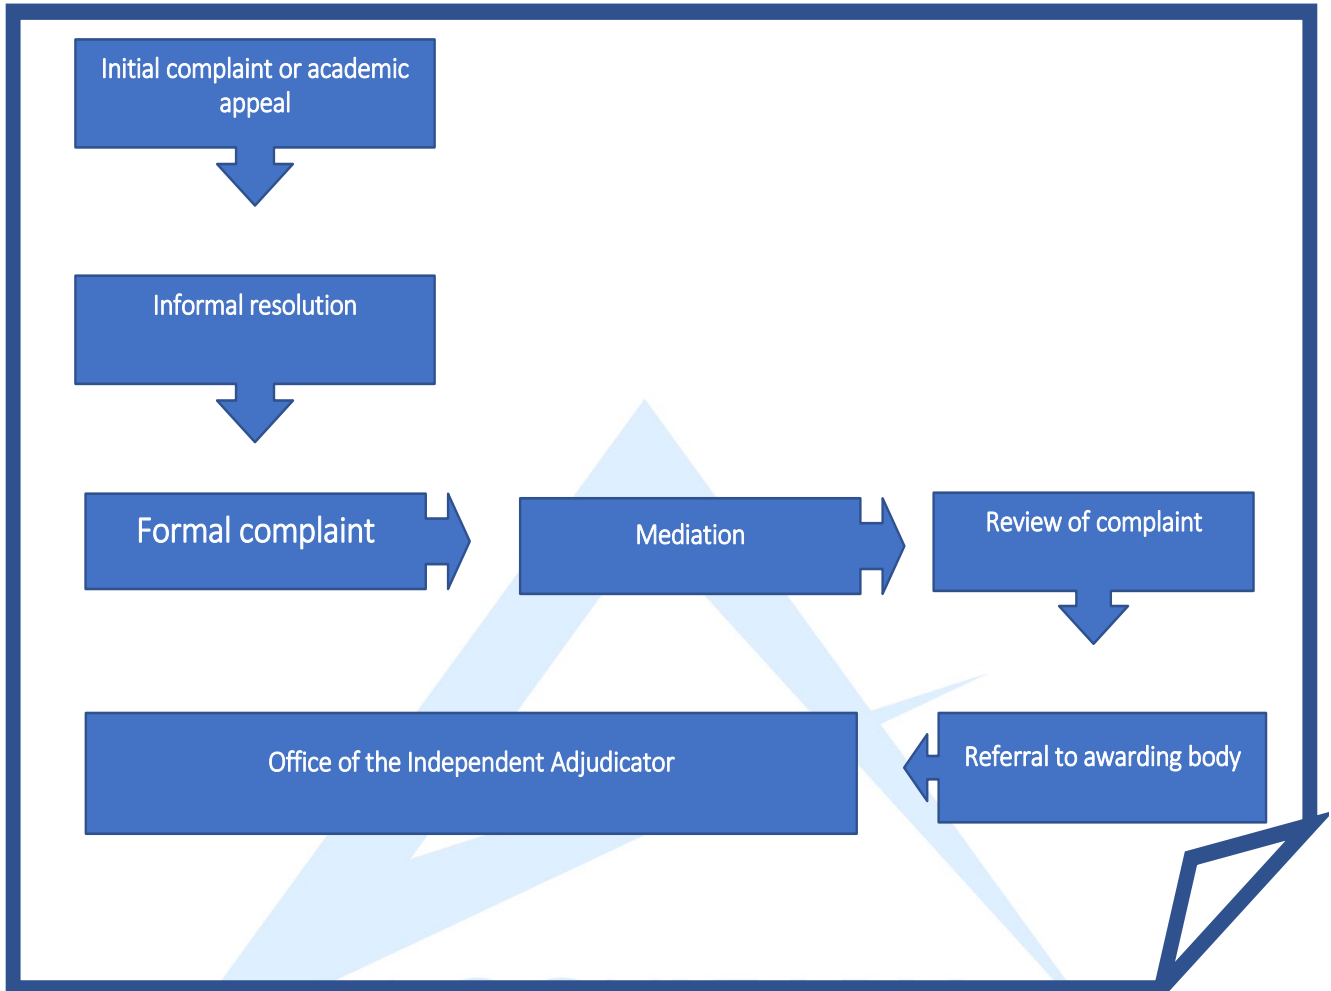 Initial complaint or academic
appeal
Informal resolution
Formal complaint
Mediation
Review of complaint
Office of the Independent Adjudicator
Referral to awarding body